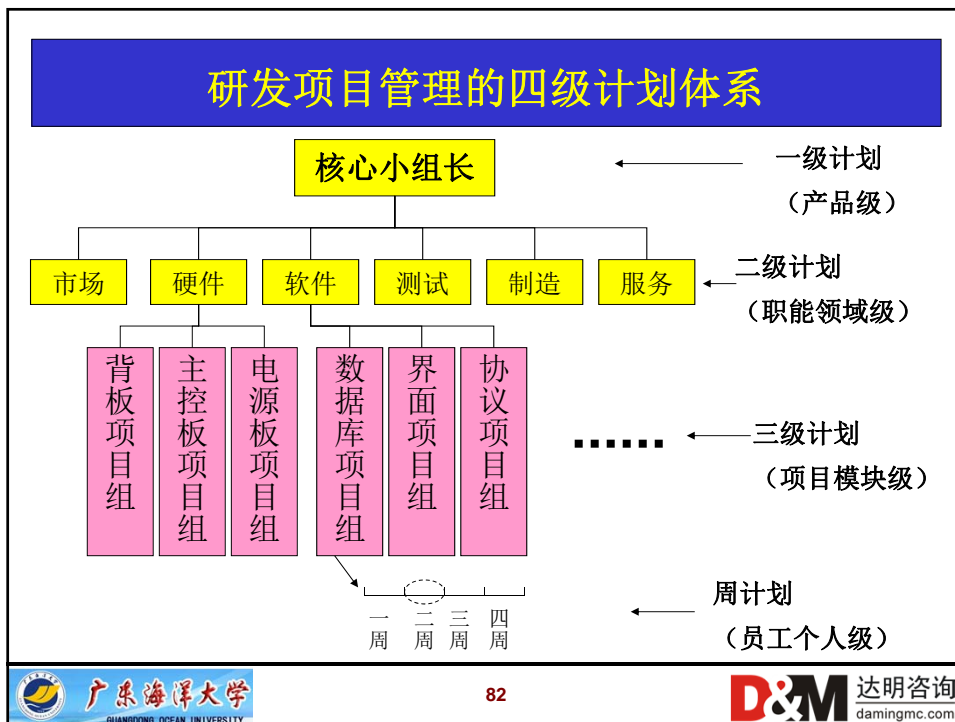 研发项目管理的四级计划体系
核心小组长
一级计划
（产品级）
市场
硬件
软件
测试
制造
服务
二级计划
（职能领域级）
背板项目组
主控板项目组
电源板项目组
数据库项目组
界面项目组
协议项目组
······
三级计划
（项目模块级）
一周
二周
三周
四周
周计划
（员工个人级）
广东海洋大学
GUANGDONG OCEAN UNIVERSITY
82
D&M
达明咨询
damingmc.com